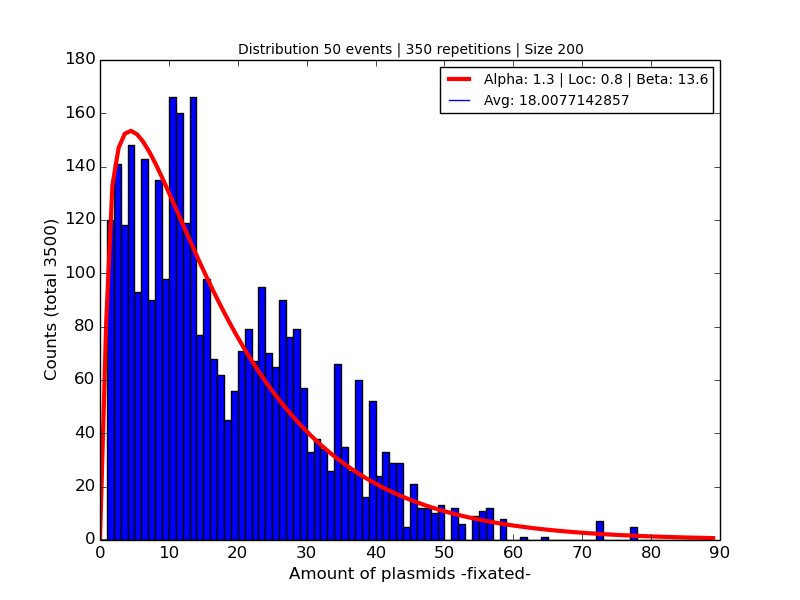 Distribution 50 events | 350 repetitions | Size 200
Alpha: 1.3 | Loc: 0.8 | Beta: 13.6
Avg: 18.0077142857
180
160
140
120
100
80
60
40
20
0
Counts (total 3500)
0 10 20 30 40 50 60 70 80 90
Amount of plasmids -fixated-